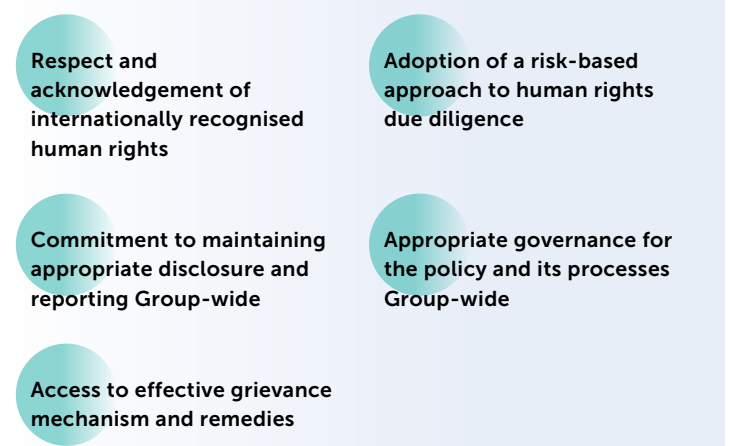 Respect and
acknowledgement of
internationally recognised
human rights
Adoption of a risk-based
approach to human rights
due diligence
Commitment to maintaining
appropriate disclosure and
reporting Group-wide
Appropriate governance for
the policy and its processes
Group-wide
Access to effective grievance
mechanism and remedies